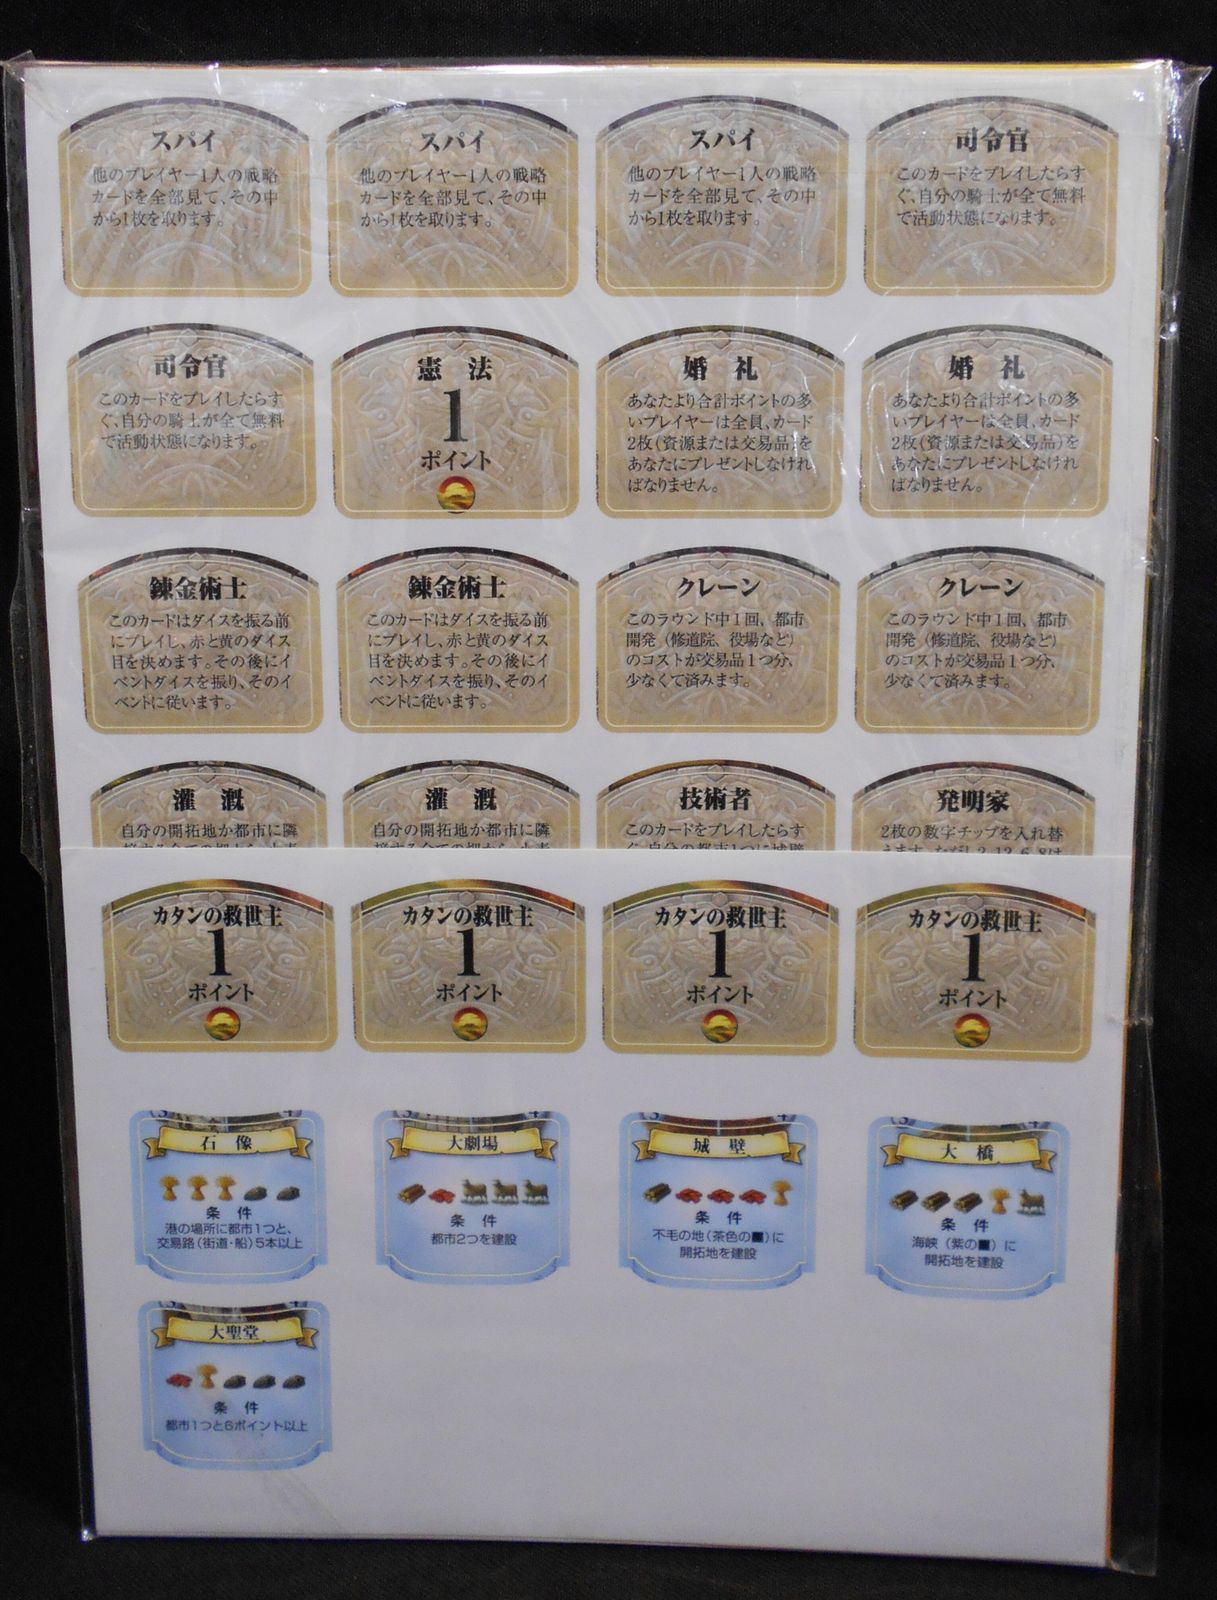 スパイ
他のプレイヤー1人の戦略
カードを全部見て、その中
から1枚を取ります。
スパイ
他のプレイヤー1人の戦略
カードを全部見て、その中
から1枚を取ります。
スパイ
他のプレイヤー1人の戦略
カードを全部見て、その中
から1枚を取ります。
司令官
このカードをプレイしたらす
ぐ、自分の騎士が全て無料
で活動状態になります。
司令官
このカードをプレイしたらす
ぐ、自分の騎士が全て無料
で活動状態になります。
憲法
1
ポイント
婚礼
あなたより合計ポイントの多
いプレイヤーは全員、カード
2枚(資源または交易品)を
あなたにプレゼントしなけれ
ばなりません。
婚礼
あなたより合計ポイントの多
いプレイヤーは全員、カード
2枚(資源または交易品)を
あなたにプレゼントしなけれ
ばなりません。
錬金術士
このカードはダイスを振る前
にプレイし、赤と黄のダイス
目を決めます。その後にイ
ベントダイスを振り、そのイ
ベントに従います。
錬金術士
このカードはダイスを振る前
にプレイし、赤と黄のダイス
目を決めます。その後にイ
ベントダイスを振り、そのイ
ベントに従います。
クレーン
このラウンド中1回、都市
開発(修道院、役場など)
のコストが交易品1つ分、
少なくて済みます。
クレーン
このラウンド中1回、都市
開発(修道院、役場など)
のコストが交易品1つ分、
少なくて済みます。
灌漑
自分の開拓地か都市に隣
灌漑
自分の開拓地か都市に隣
技術者
このカードをプレイしたらす
ぐ、自分の都市1つに城壁
発明家
2枚の数字チップを入れ替
えます。ただし2、12、6、8は
カタンの救世主
1
ポイント
カタンの救世主
1
ポイント
カタンの救世主
1
ポイント
カタンの救世主
1
ポイント
石像
条件
港の場所に都市1つと、
交易路(街道・船)5本以上
大劇場
条件
都市2つを建設
城壁
条件
不毛の地(茶色の■)に
開拓地を建設
大橋
条件
海峡(紫の■)に
開拓地を建設
大聖堂
条件
都市1つと6ポイント以上